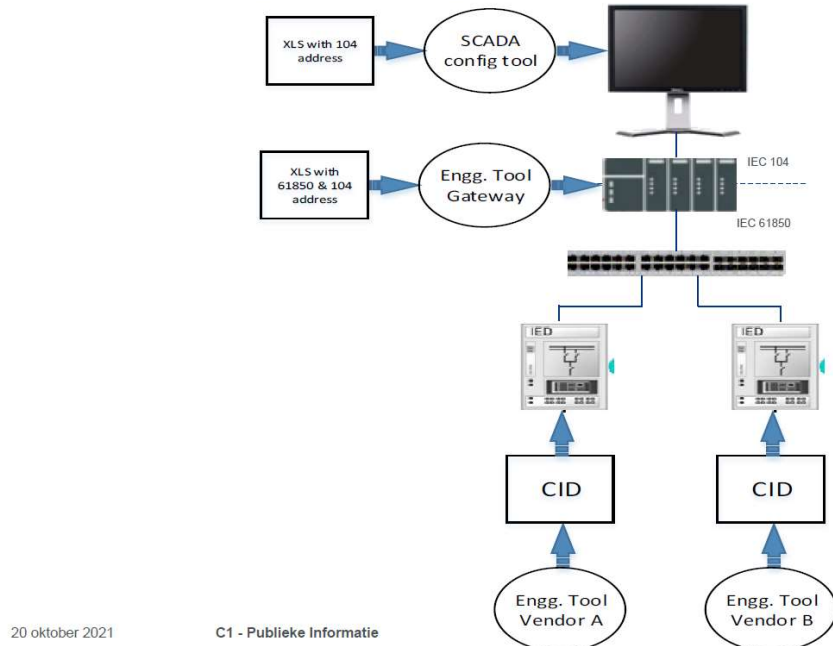 XLS with 104
address
SCADA
config tool
XLS with
61850 & 104
address
Engg. Tool
Gateway
IEC 104
IEC 61850
IED
IED
CID
CID
Engg. Tool
Vendor A
Engg. Tool
Vendor B
20 oktober 2021
C1 - Publieke Informatie